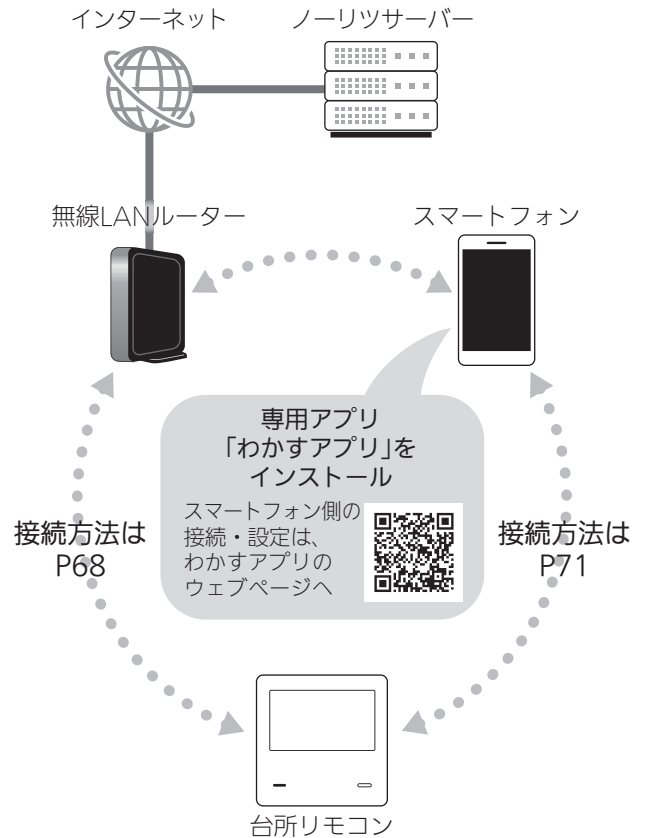 インターネット
ノーリツサーバー
無線LANルーター
スマートフォン
専用アプリ
「わかすアプリ」を
インストール
スマートフォン側の
接続・設定は、
わかすアプリの
ウェブページへ
接続方法は
P68
接続方法は
P71
台所リモコン